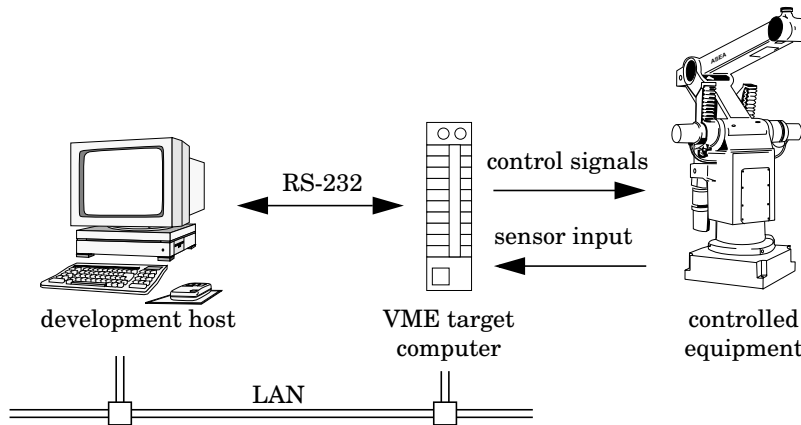 ASEA
RS-232
control signals
sensor input
development host
VME target
computer
controlled
equipment
LAN